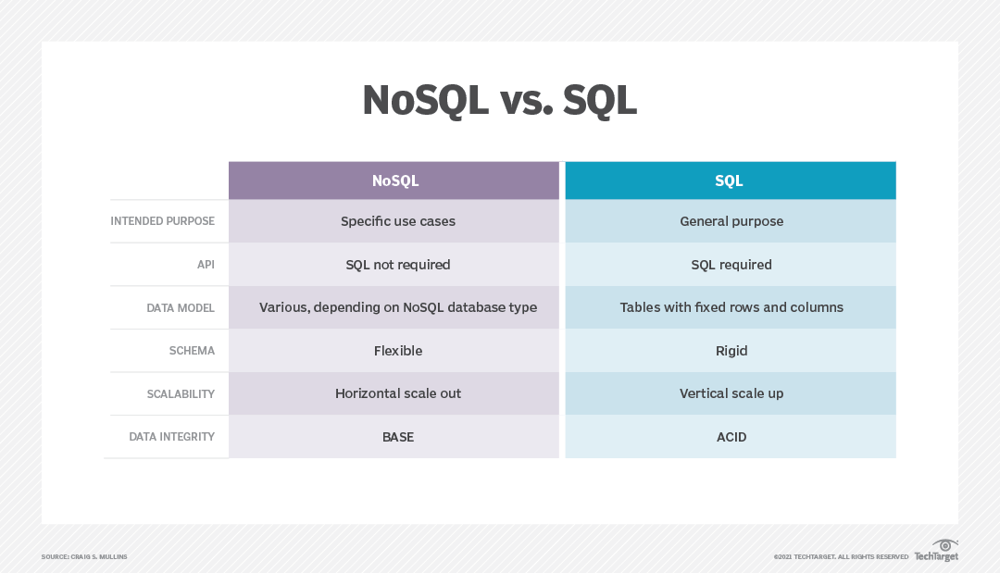 NoSQL vs. SQL
NoSQL SQL
INTENDED PURPOSE Specific use cases General purpose
API SQL not required SQL required
DATA MODEL Various, depending on NoSQL database type Tables with fixed rows and columns
SCHEMA Flexible Rigid
SCALABILITY Horizontal scale out Vertical scale up
DATA INTEGRITY BASE ACID
SOURCE: CRAIG S. MULLINS ©2021 TECHTARGET. ALL RIGHTS RESERVED TechTarget